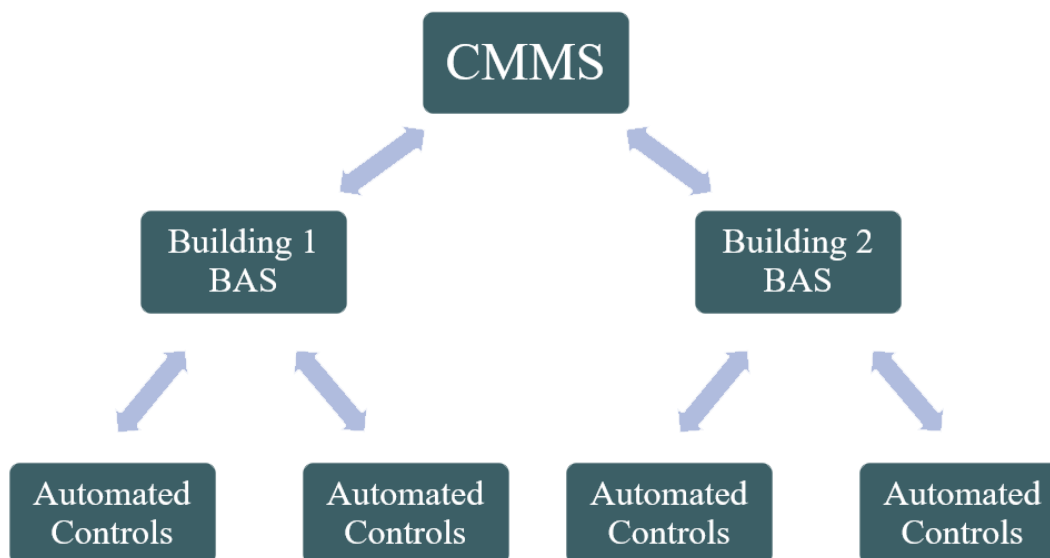 CMMS
Building 1
BAS
Building 2
BAS
Automated
Controls
Automated
Controls
Automated
Controls
Automated
Controls